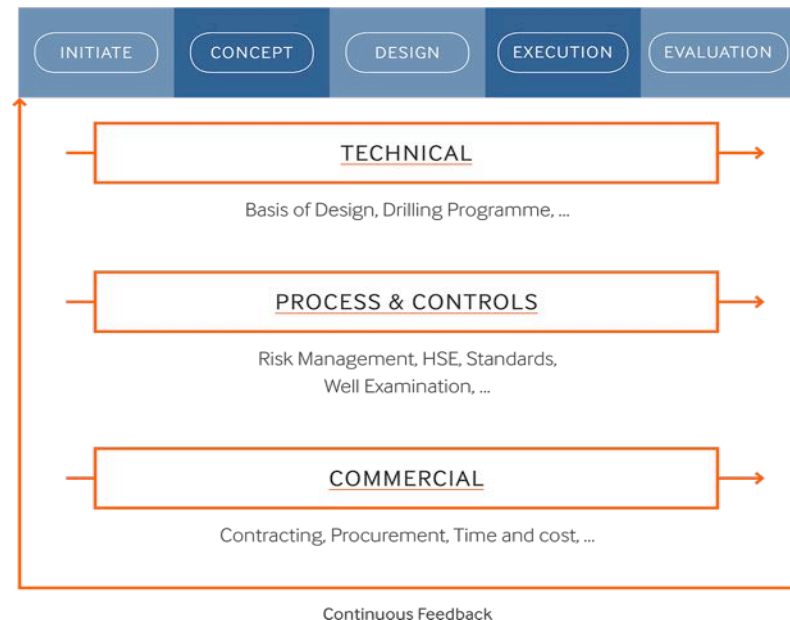 INITIATE
CONCEPT
DESIGN
EXECUTION
EVALUATION
TECHNICAL
Basis of Design, Drilling Programme, ...
PROCESS & CONTROLS
Risk Management, HSE, Standards,
Well Examination, ...
COMMERCIAL
Contracting, Procurement, Time and cost, ...
Continuous Feedback